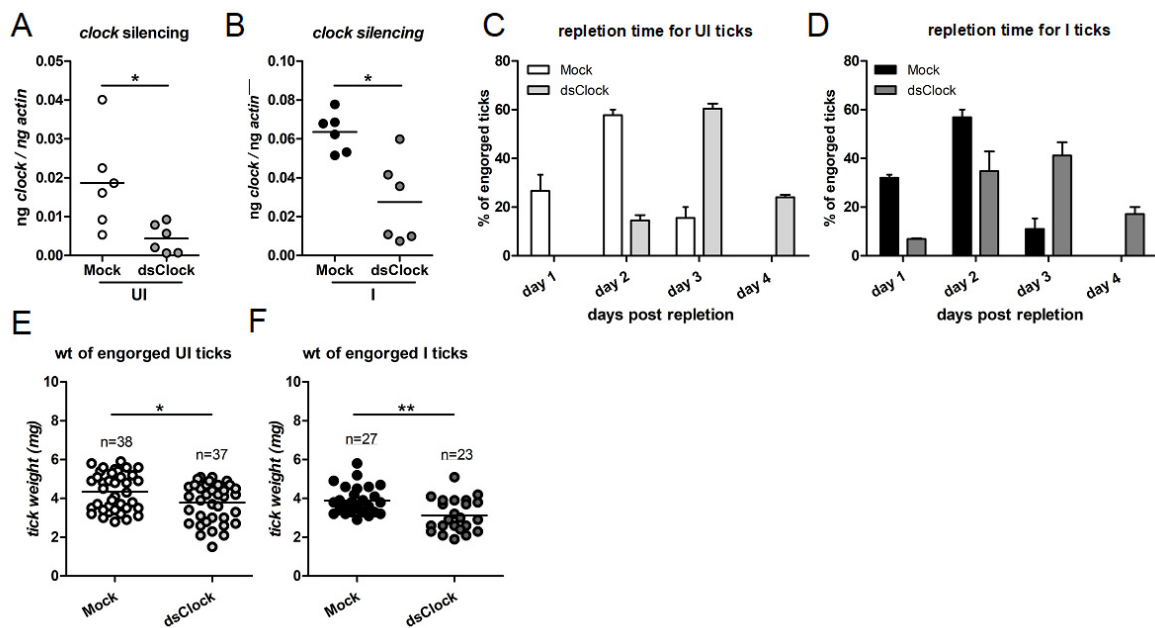 A
clock silencing
ng clock / ng actin
0.05
0.04
0.03
0.02
0.01
0.00
*
Mock
dsClock
UI
B
clock silencing
ng clock / ng actin
0.10
0.08
0.06
0.04
0.02
0.00
*
Mock
dsClock
I
C
repletion time for UI ticks
% of engorged ticks
80
60
40
20
0
Mock
dsClock
day 1
day 2
day 3
day 4
days post repletion
D
repletion time for I ticks
% of engorged ticks
80
60
40
20
0
Mock
dsClock
day 1
day 2
day 3
day 4
days post repletion
E
wt of engorged UI ticks
tick weight (mg)
10
8
6
4
2
0
*
n=38
n=37
Mock
dsClock
F
wt of engorged I ticks
tick weight (mg)
10
8
6
4
2
0
**
n=27
n=23
Mock
dsClock